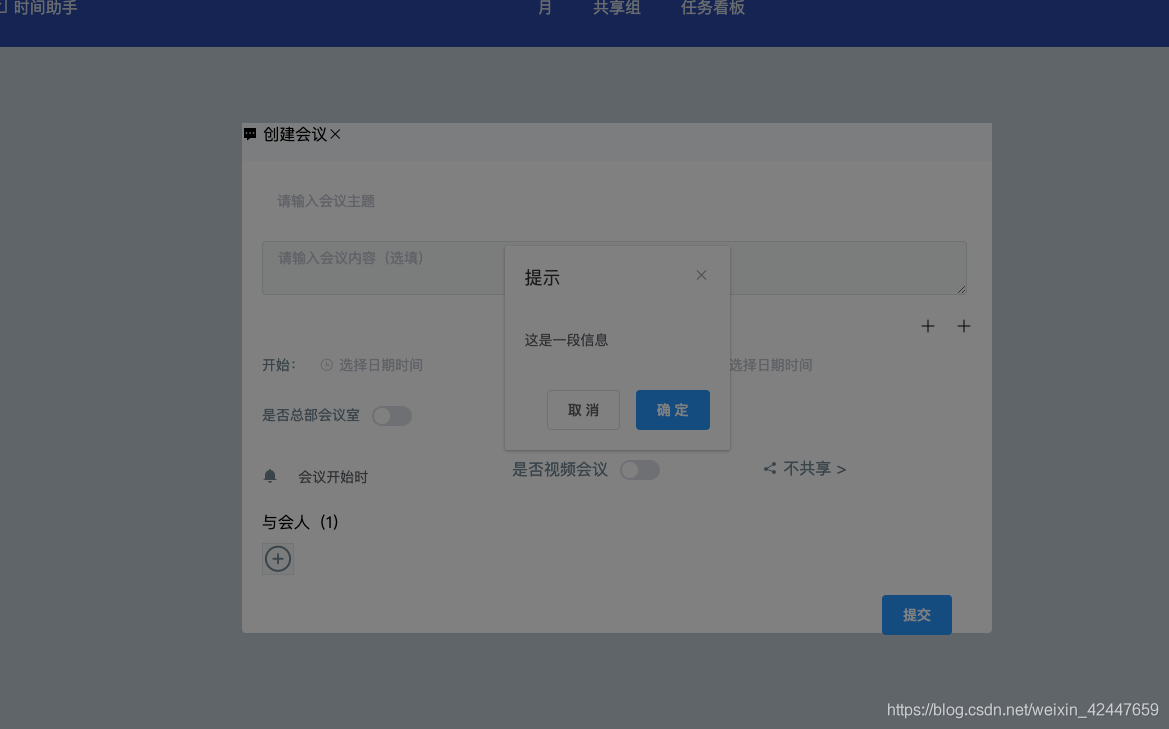 时间助手
月 共享组 任务看板
创建会议
请输入会议主题
请输入会议内容（选填）
提示
这是一段信息
取 消 确 定
开始： 选择日期时间
选择日期时间
是否总部会议室
会议开始时
是否视频会议
不共享 >
与会人（1）
提交
https://blog.csdn.net/weixin_42447659